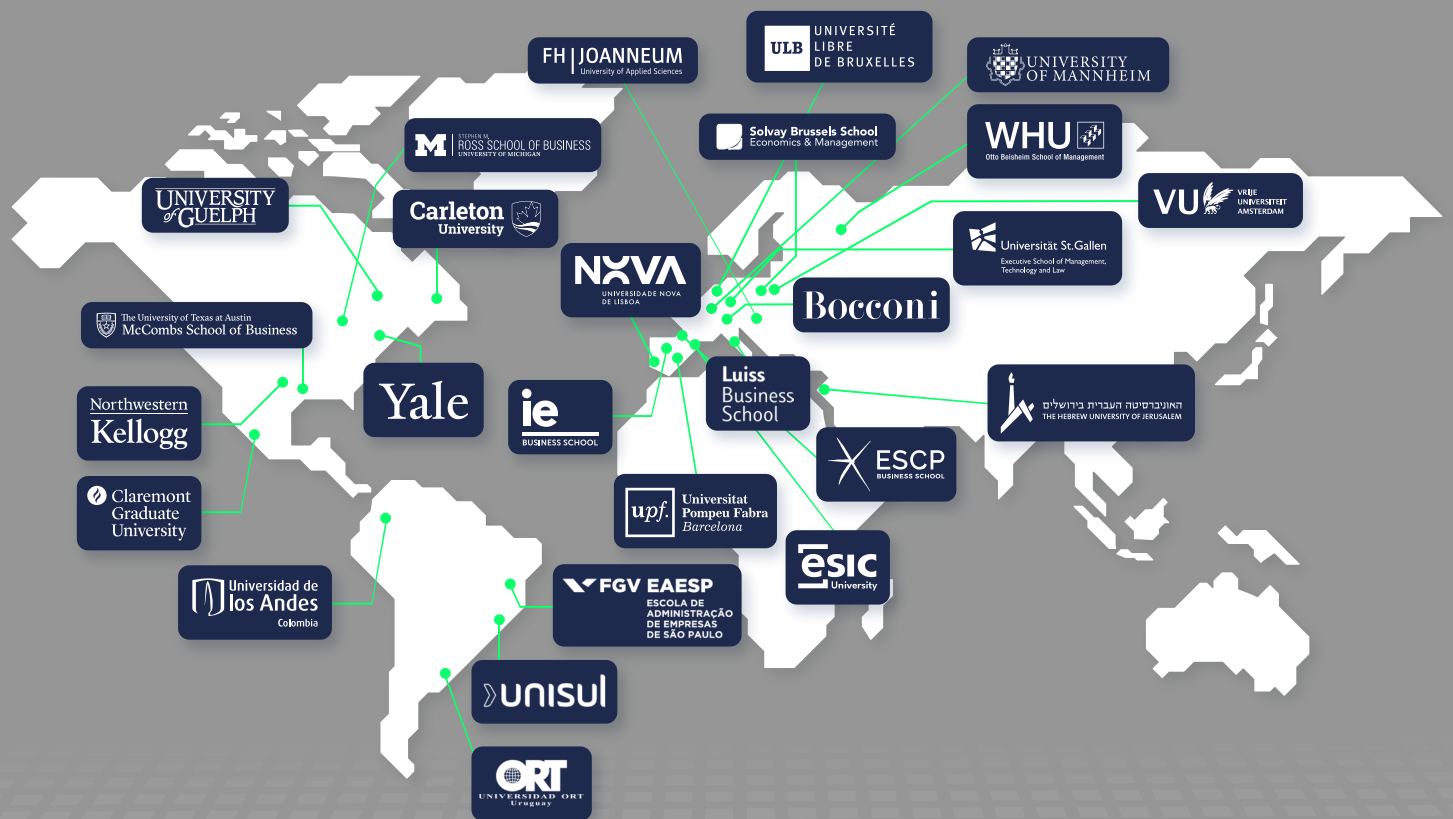 FH | JOANNEUM
University of Applied Sciences
ULB
UNIVERSITÉ
LIBRE
DE BRUXELLES
UNIVERSITY
OF MANNHEIM
M
STEPHEN M.
ROSS SCHOOL OF BUSINESS
UNIVERSITY OF MICHIGAN
Solvay Brussels School
Economics & Management
WHU
Otto Beisheim School of Management
UNIVERSITY
of GUELPH
Carleton
University
VU
VRIJE
UNIVERSITEIT
AMSTERDAM
Universität St.Gallen
Executive School of Management,
Technology and Law
NOVA
UNIVERSIDADE NOVA
DE LISBOA
Bocconi
The University of Texas at Austin
McCombs School of Business
Yale
Luiss
Business
School
האוניברסיטה העברית בירושלים
THE HEBREW UNIVERSITY OF JERUSALEM
Northwestern
Kellogg
ie
BUSINESS SCHOOL
ESCP
BUSINESS SCHOOL
Claremont
Graduate
University
upf.
Universitat
Pompeu Fabra
Barcelona
esic
University
Universidad de
los Andes
Colombia
FGV EAESP
ESCOLA DE
ADMINISTRAÇÃO
DE EMPRESAS
DE SÃO PAULO
unisul
ORT
UNIVERSIDAD ORT
Uruguay